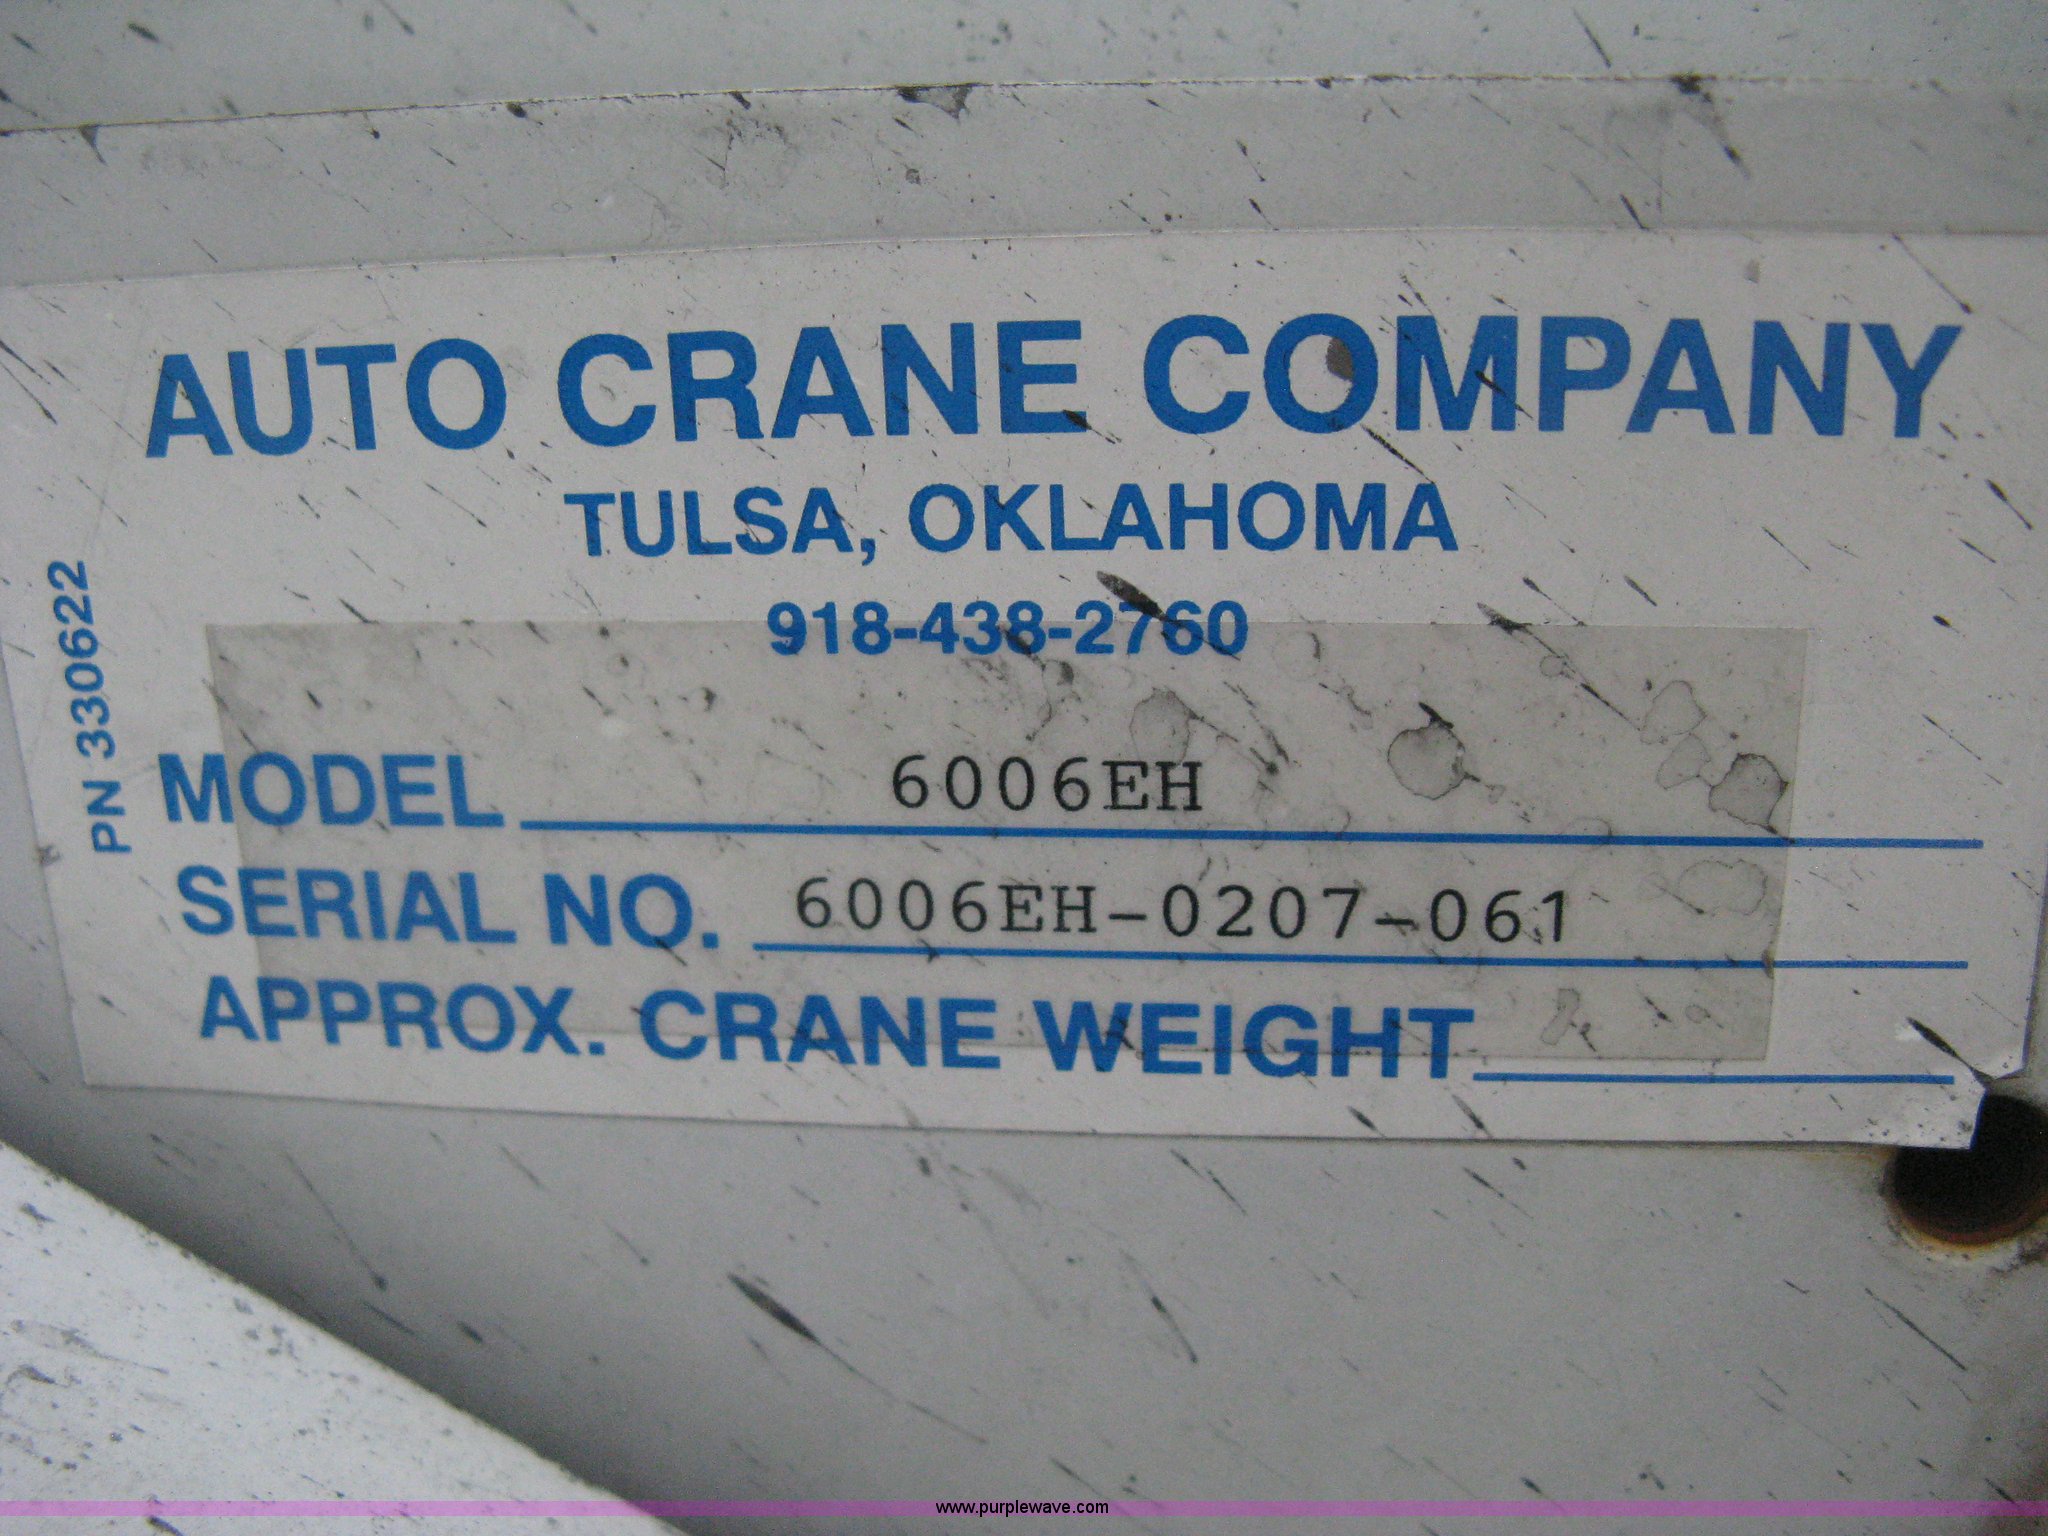 AUTO CRANE COMPANY
TULSA, OKLAHOMA
918-438-2760
PN 330622
MODEL 6006EH
SERIAL NO. 6006EH-0207-061
APPROX. CRANE WEIGHT
www.purplewave.com